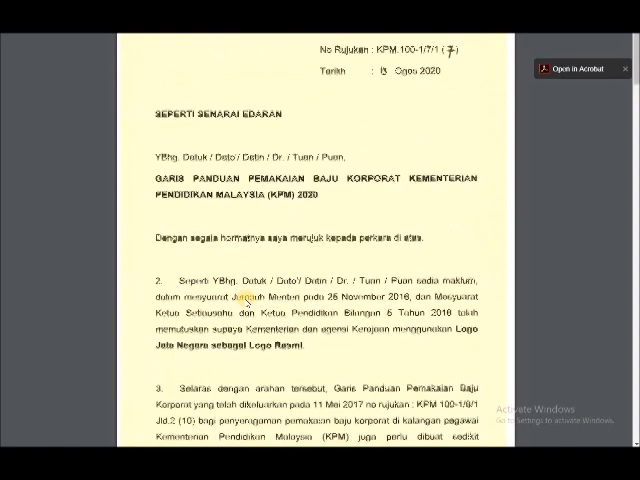 No Rujukan : KPM.100-1/7/1 ( 7 )
Tarikh : 13 Ogos 2020
Open in Acrobat
SEPERTI SENARAI EDARAN
YBhg. Datuk / Dato'/ Datin / Dr. / Tuan / Puan,
GARIS PANDUAN PEMAKAIAN BAJU KORPORAT KEMENTERIAN
PENDIDIKAN MALAYSIA (KPM) 2020
Dengan segala hormatnya saya merujuk kepada perkara di atas.
2. Seperti YBhg. Datuk / Dato'/ Datin / Dr. / Tuan / Puan sedia maklum,
dalam mesyuarat Jemaah Menteri pada 25 November 2016, dan Mesyuarat
Ketua Setiausaha dan Ketua Pendidikan Bilangan 5 Tahun 2016 telah
memutuskan supaya Kementerian dan agensi Kerajaan menggunakan Logo
Jata Negara sebagai Logo Rasmi.
3. Selaras dengan arahan tersebut, Garis Panduan Pemakaian Baju
Korporat yang telah dikeluarkan pada 11 Mei 2017 no rujukan : KPM 100-1/6/1
Jld.2 (10) bagi penyeragaman pemakaian baju korporat di kalangan pegawai
Kementerian Pendidikan Malaysia (KPM) juga perlu dibuat sedikit
Activate Windows
Go to Settings to activate Windows.